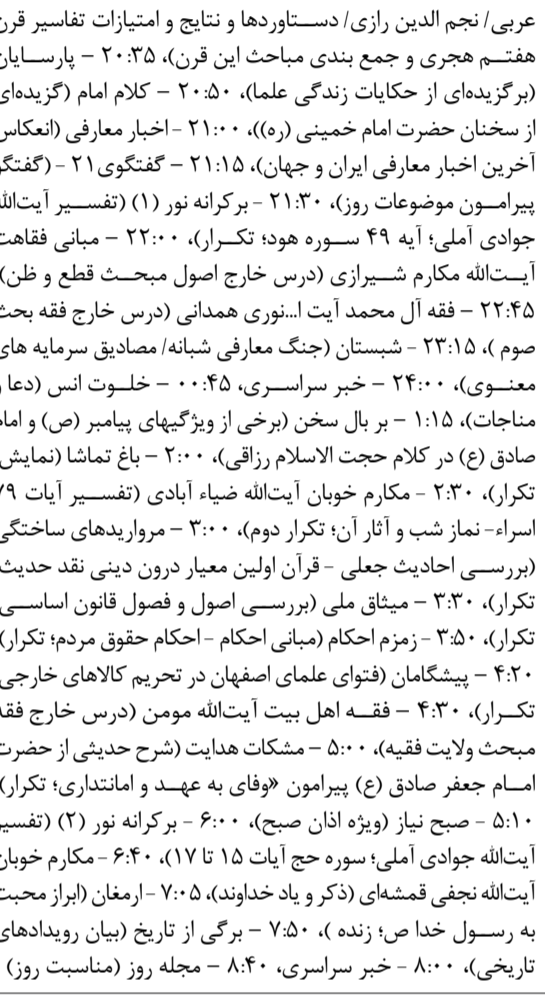 عربی/ نجم الدین رازی/ دستاوردها و نتایج و امتیازات تفاسیر قرن
هفتم هجری و جمع بندی مباحث این قرن)، ۲۰:۳۵ – پارسایان
(برگزیده‌ای از حکایات زندگی علما)، ۲۰:۵۰ – کلام امام (گزیده‌ای
از سخنان حضرت امام خمینی (ره))، ۲۱:۰۰ - اخبار معارفی (انعکاس
آخرین اخبار معارفی ایران و جهان)، ۲۱:۱۵ – گفتگوی۲۱ - (گفتگو
پیرامون موضوعات روز)، ۲۱:۳۰ - برکرانه نور (۱) (تفسیر آیت‌الله
جوادی آملی؛ آیه ۴۹ سوره هود؛ تکرار)، ۲۲:۰۰ – مبانی فقاهت
آیت‌الله مکارم شیرازی (درس خارج اصول مبحث قطع و ظن)
۲۲:۴۵ – فقه آل محمد آیت ا...نوری همدانی (درس خارج فقه بحث
صوم )، ۲۳:۱۵ - شبستان (جنگ معارفی شبانه/ مصادیق سرمایه های
معنوی)، ۲۴:۰۰ – خبر سراسری، ۰۰:۴۵ – خلوت انس (دعا و
مناجات)، ۱:۱۵ – بر بال سخن (برخی از ویژگیهای پیامبر (ص) و امام
صادق (ع) در کلام حجت الاسلام رزاقی)، ۲:۰۰ – باغ تماشا (نمایش
تکرار)، ۲:۳۰ - مکارم خوبان آیت‌الله ضیاء آبادی (تفسیر آیات ۷۹
اسراء- نماز شب و آثار آن؛ تکرار دوم)، ۳:۰۰ – مرواریدهای ساختگی
(بررسی احادیث جعلی - قرآن اولین معیار درون دینی نقد حدیث
تکرار)، ۳:۳۰ – میثاق ملی (بررسی اصول و فصول قانون اساسی
تکرار)، ۳:۵۰ - زمزم احکام (مبانی احکام - احکام حقوق مردم؛ تکرار)
۴:۲۰ – پیشگامان (فتوای علمای اصفهان در تحریم کالاهای خارجی
تکرار)، ۴:۳۰ – فقه اهل بیت آیت‌الله مومن (درس خارج فقه
مبحث ولایت فقیه)، ۵:۰۰ – مشکات هدایت (شرح حدیثی از حضرت
امام جعفر صادق (ع) پیرامون «وفای به عهد و امانتداری؛ تکرار)
۵:۱۰ - صبح نیاز (ویژه اذان صبح)، ۶:۰۰ - برکرانه نور (۲) (تفسیر
آیت‌الله جوادی آملی؛ سوره حج آیات ۱۵ تا ۱۷)، ۶:۴۰ - مکارم خوبان
آیت‌الله نجفی قمشه‌ای (ذکر و یاد خداوند)، ۷:۰۵ - ارمغان (ابراز محبت
به رسول خدا ص؛ زنده )، ۷:۵۰ – برگی از تاریخ (بیان رویدادهای
تاریخی)، ۸:۰۰ - خبر سراسری، ۸:۴۰ – مجله روز (مناسبت روز)